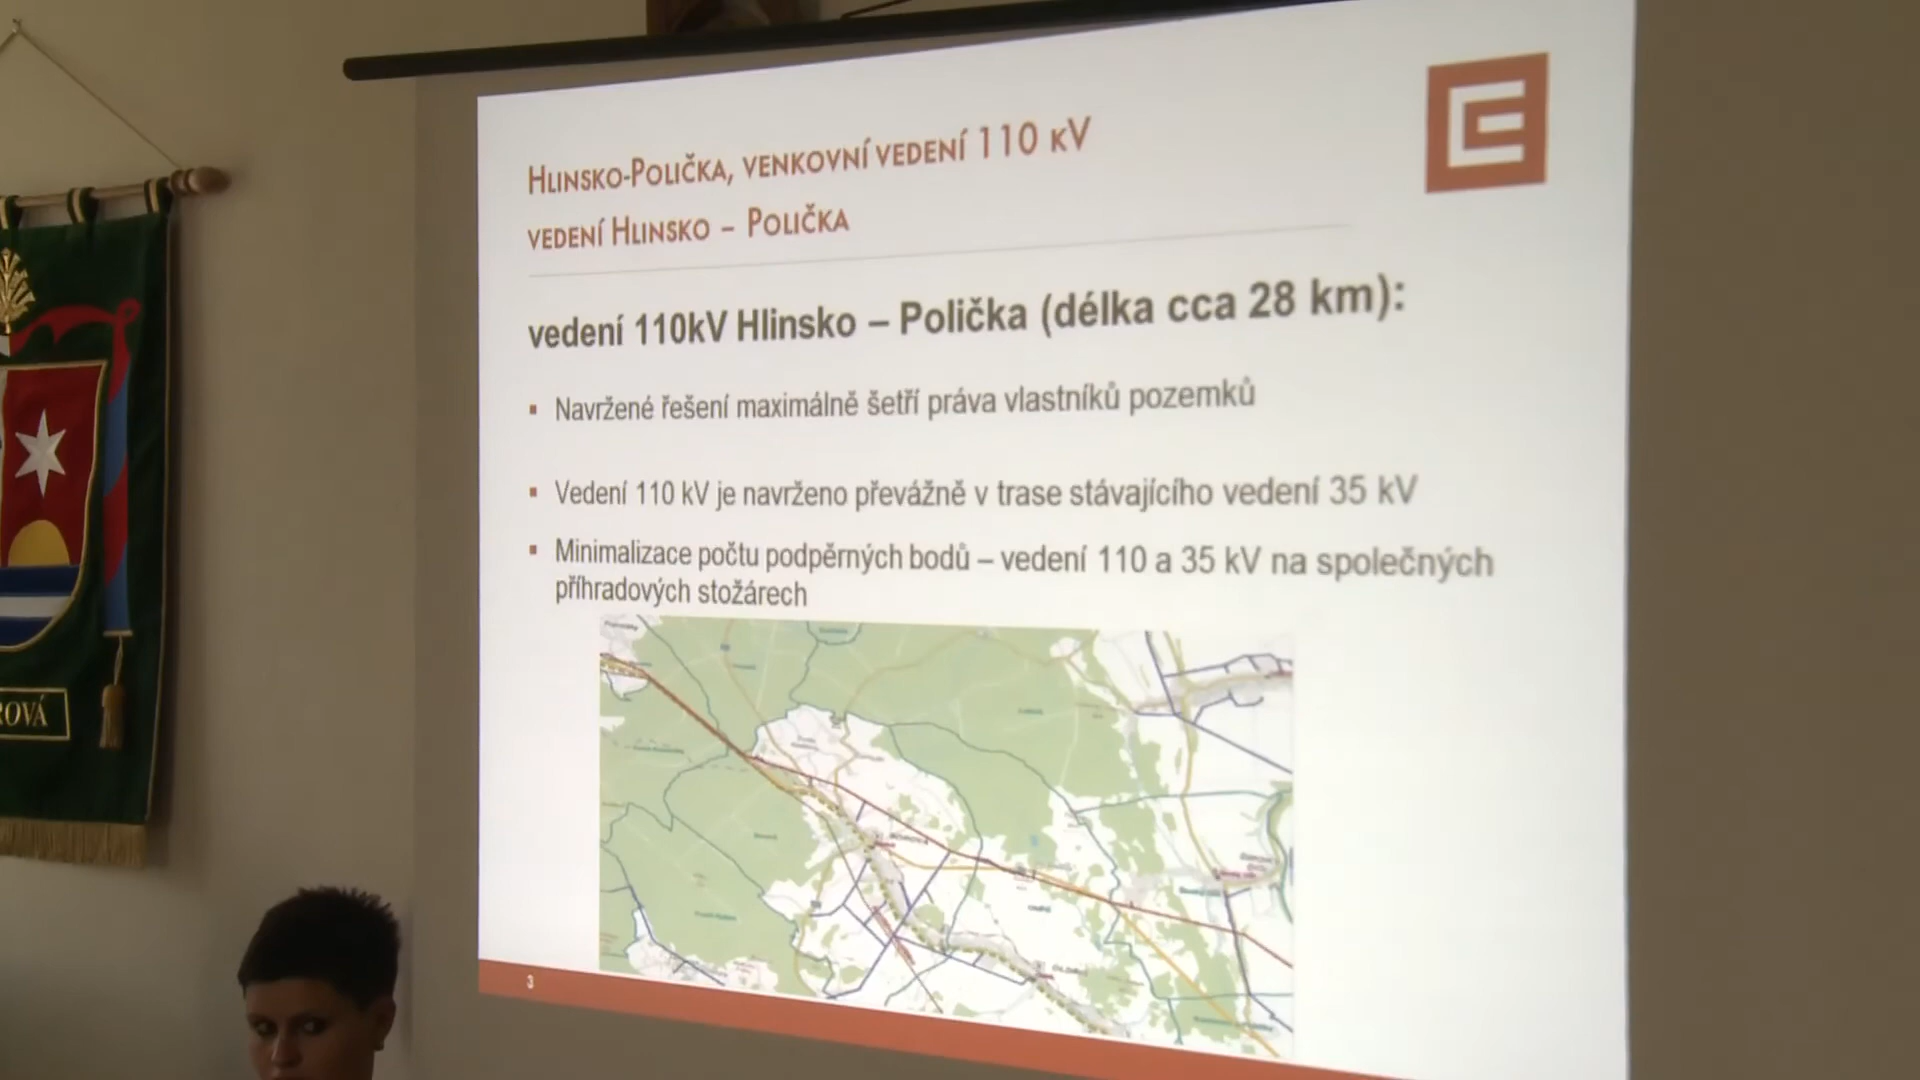 HLINSKO-POLIČKA, VENKOVNÍ VEDENÍ 110 KV
VEDENÍ HLINSKO – POLIČKA
vedení 110kV Hlinsko – Polička (délka cca 28 km):
Navržené řešení maximálně šetří práva vlastníků pozemků
Vedení 110 kV je navrženo převážně v trase stávajícího vedení 35 kV
Minimalizace počtu podpěrných bodů – vedení 110 a 35 kV na společných
příhradových stožárech
3
ROVÁ